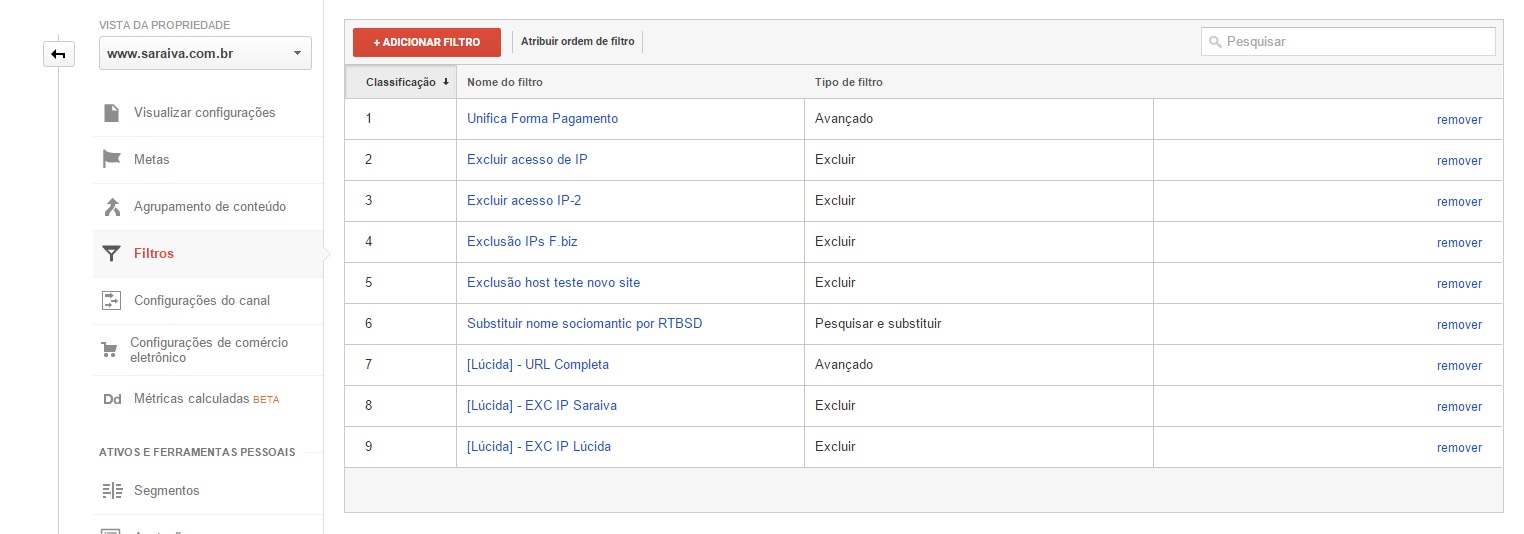 VISTA DA PROPRIEDADE
www.saraiva.com.br
Visualizar configurações
Metas
Agrupamento de conteúdo
Filtros
Configurações do canal
Configurações de comércio
eletrônico
Dd Métricas calculadas BETA
ATIVOS E FERRAMENTAS PESSOAIS
Segmentos
+ ADICIONAR FILTRO Atribuir ordem de filtro Pesquisar
Classificação Nome do filtro Tipo de filtro
1 Unifica Forma Pagamento Avançado remover
2 Excluir acesso de IP Excluir remover
3 Excluir acesso IP-2 Excluir remover
4 Exclusão IPs F.biz Excluir remover
5 Exclusão host teste novo site Excluir remover
6 Substituir nome sociomantic por RTBSD Pesquisar e substituir remover
7 [Lúcida] - URL Completa Avançado remover
8 [Lúcida] - EXC IP Saraiva Excluir remover
9 [Lúcida] - EXC IP Lúcida Excluir remover